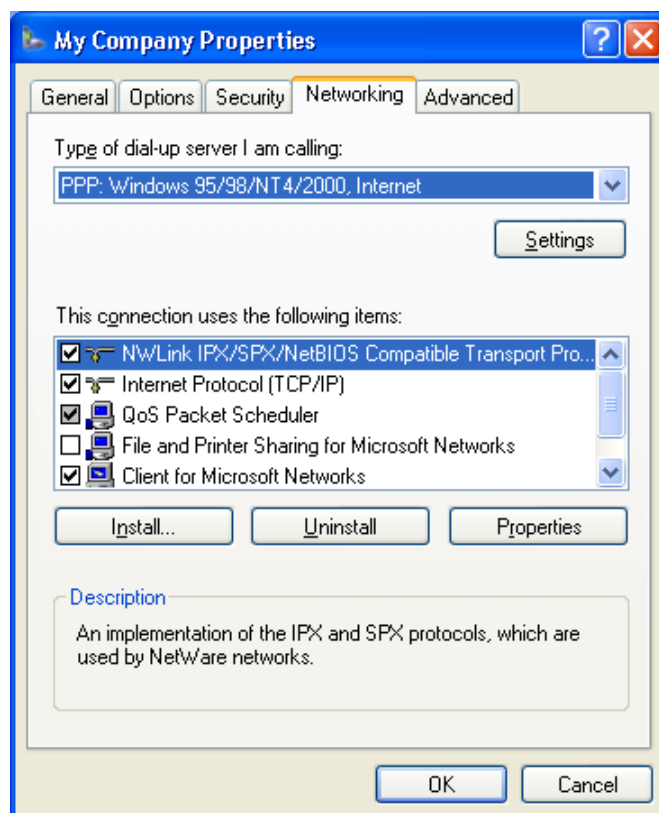 My Company Properties
General Options Security Networking Advanced
Type of dial-up server I am calling:
PPP: Windows 95/98/NT4/2000, Internet
Settings
This connection uses the following items:
NWLink IPX/SPX/NetBIOS Compatible Transport Pro...
Internet Protocol (TCP/IP)
QoS Packet Scheduler
File and Printer Sharing for Microsoft Networks
Client for Microsoft Networks
Install... Uninstall Properties
Description
An implementation of the IPX and SPX protocols, which are
used by NetWare networks.
OK Cancel